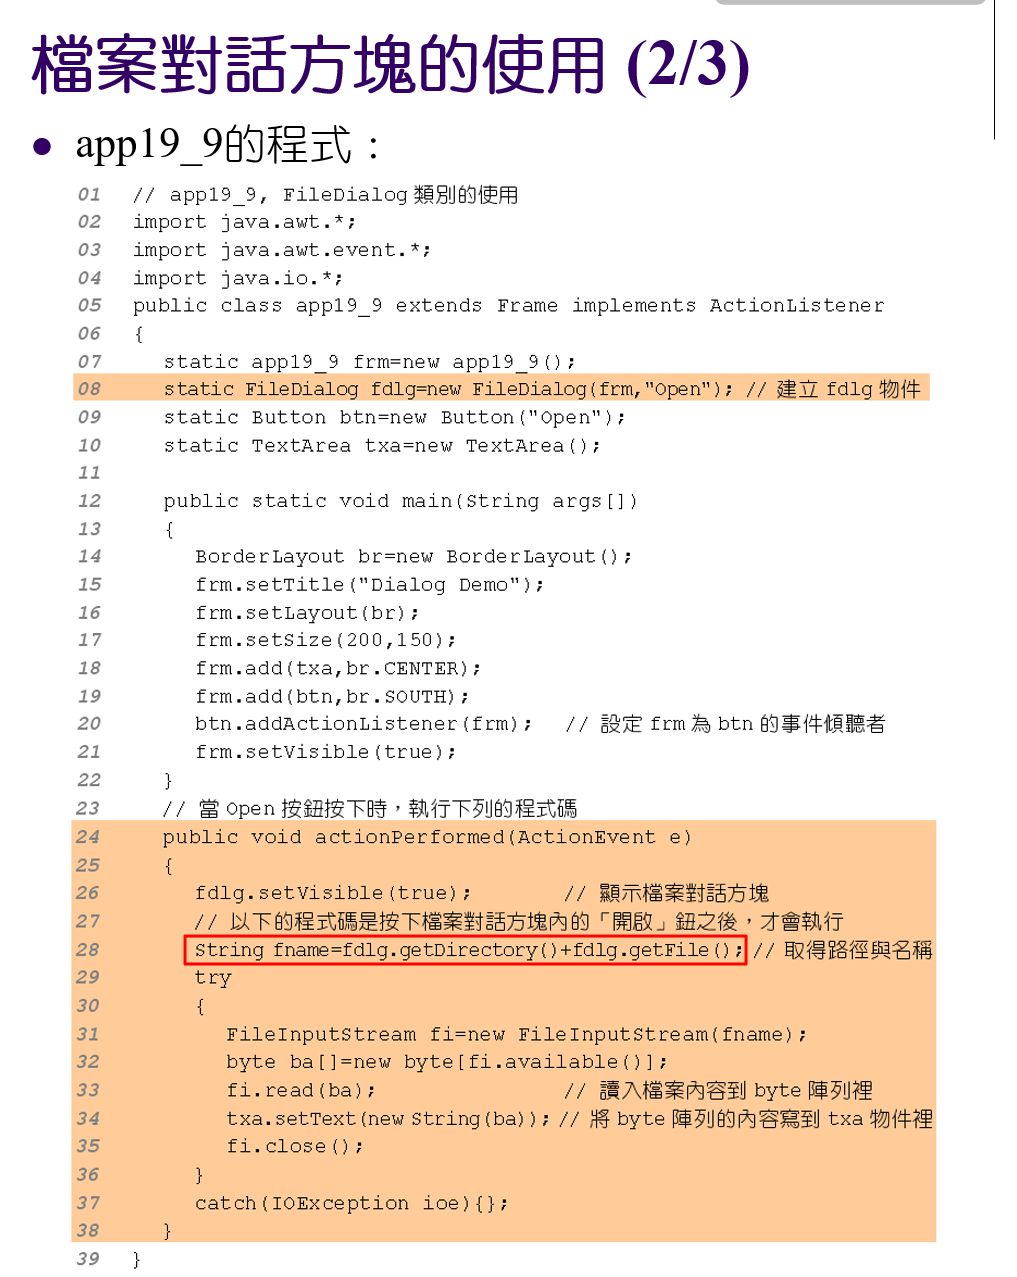 檔案對話方塊的使用 (2/3)
● app19_9的程式：
01 // app19_9, FileDialog 類別的使用
02 import java.awt.*;
03 import java.awt.event.*;
04 import java.io.*;
05 public class app19_9 extends Frame implements ActionListener
06 {
07 static app19_9 frm=new app19_9();
08 static FileDialog fdlg=new FileDialog(frm,"Open"); // 建立 fdlg 物件
09 static Button btn=new Button("Open");
10 static TextArea txa=new TextArea();
11
12 public static void main(String args[])
13 {
14 BorderLayout br=new BorderLayout();
15 frm.setTitle("Dialog Demo");
16 frm.setLayout(br);
17 frm.setSize(200,150);
18 frm.add(txa,br.CENTER);
19 frm.add(btn,br.SOUTH);
20 btn.addActionListener(frm); // 設定 frm 為 btn 的事件傾聽者
21 frm.setVisible(true);
22 }
23 // 當 Open 按鈕按下時，執行下列的程式碼
24 public void actionPerformed(ActionEvent e)
25 {
26 fdlg.setVisible(true); // 顯示檔案對話方塊
27 // 以下的程式碼是按下檔案對話方塊內的「開啟」鈕之後，才會執行
28 String fname=fdlg.getDirectory()+fdlg.getFile(); // 取得路徑與名稱
29 try
30 {
31 FileInputStream fi=new FileInputStream(fname);
32 byte ba[]=new byte[fi.available()];
33 fi.read(ba); // 讀入檔案內容到 byte 陣列裡
34 txa.setText(new String(ba)); // 將 byte 陣列的內容寫到 txa 物件裡
35 fi.close();
36 }
37 catch(IOException ioe){};
38 }
39 }